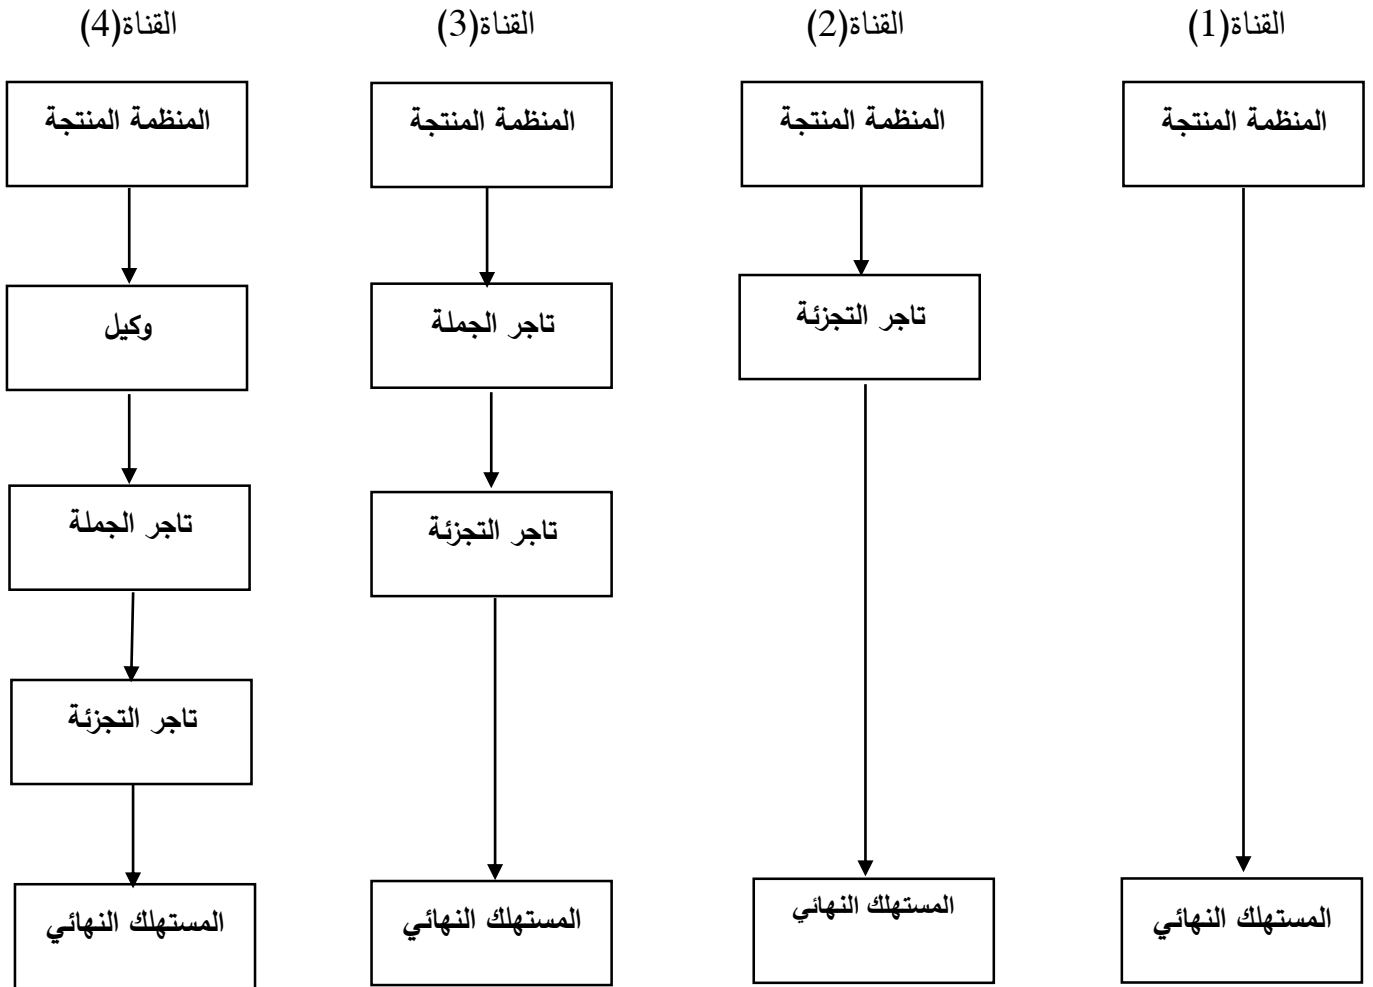 القناة(1)
القناة(2)
القناة(3)
القناة(4)
المنظمة المنتجة
المنظمة المنتجة
المنظمة المنتجة
المنظمة المنتجة
تاجر التجزئة
تاجر الجملة
وكيل
تاجر التجزئة
تاجر الجملة
تاجر التجزئة
المستهلك النهائي
المستهلك النهائي
المستهلك النهائي
المستهلك النهائي